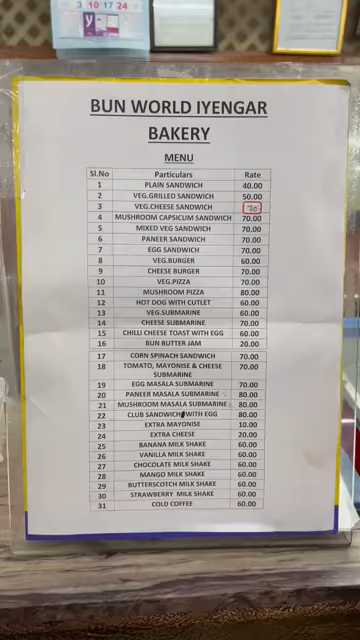 3 10 17 24
BUN WORLD IYENGAR
BAKERY
MENU
Sl.No Particulars Rate
1 PLAIN SANDWICH 40.00
2 VEG.GRILLED SANDWICH 50.00
3 VEG.CHEESE SANDWICH 70
4 MUSHROOM CAPSICUM SANDWICH 70.00
5 MIXED VEG SANDWICH 70.00
6 PANEER SANDWICH 70.00
7 EGG SANDWICH 70.00
8 VEG.BURGER 60.00
9 CHEESE BURGER 70.00
10 VEG.PIZZA 70.00
11 MUSHROOM PIZZA 80.00
12 HOT DOG WITH CUTLET 60.00
13 VEG.SUBMARINE 60.00
14 CHEESE SUBMARINE 70.00
15 CHILLI CHEESE TOAST WITH EGG 60.00
16 BUN BUTTER JAM 20.00
17 CORN SPINACH SANDWICH 70.00
18 TOMATO, MAYONISE & CHEESE 70.00
SUBMARINE
19 EGG MASALA SUBMARINE 70.00
20 PANEER MASALA SUBMARINE 80.00
21 MUSHROOM MASALA SUBMARINE 80.00
22 CLUB SANDWICH WITH EGG 80.00
23 EXTRA MAYONISE 10.00
24 EXTRA CHEESE 20.00
25 BANANA MILK SHAKE 60.00
26 VANILLA MILK SHAKE 60.00
27 CHOCOLATE MILK SHAKE 60.00
28 MANGO MILK SHAKE 60.00
29 BUTTERSCOTCH MILK SHAKE 60.00
30 STRAWBERRY MILK SHAKE 60.00
31 COLD COFFEE 60.00